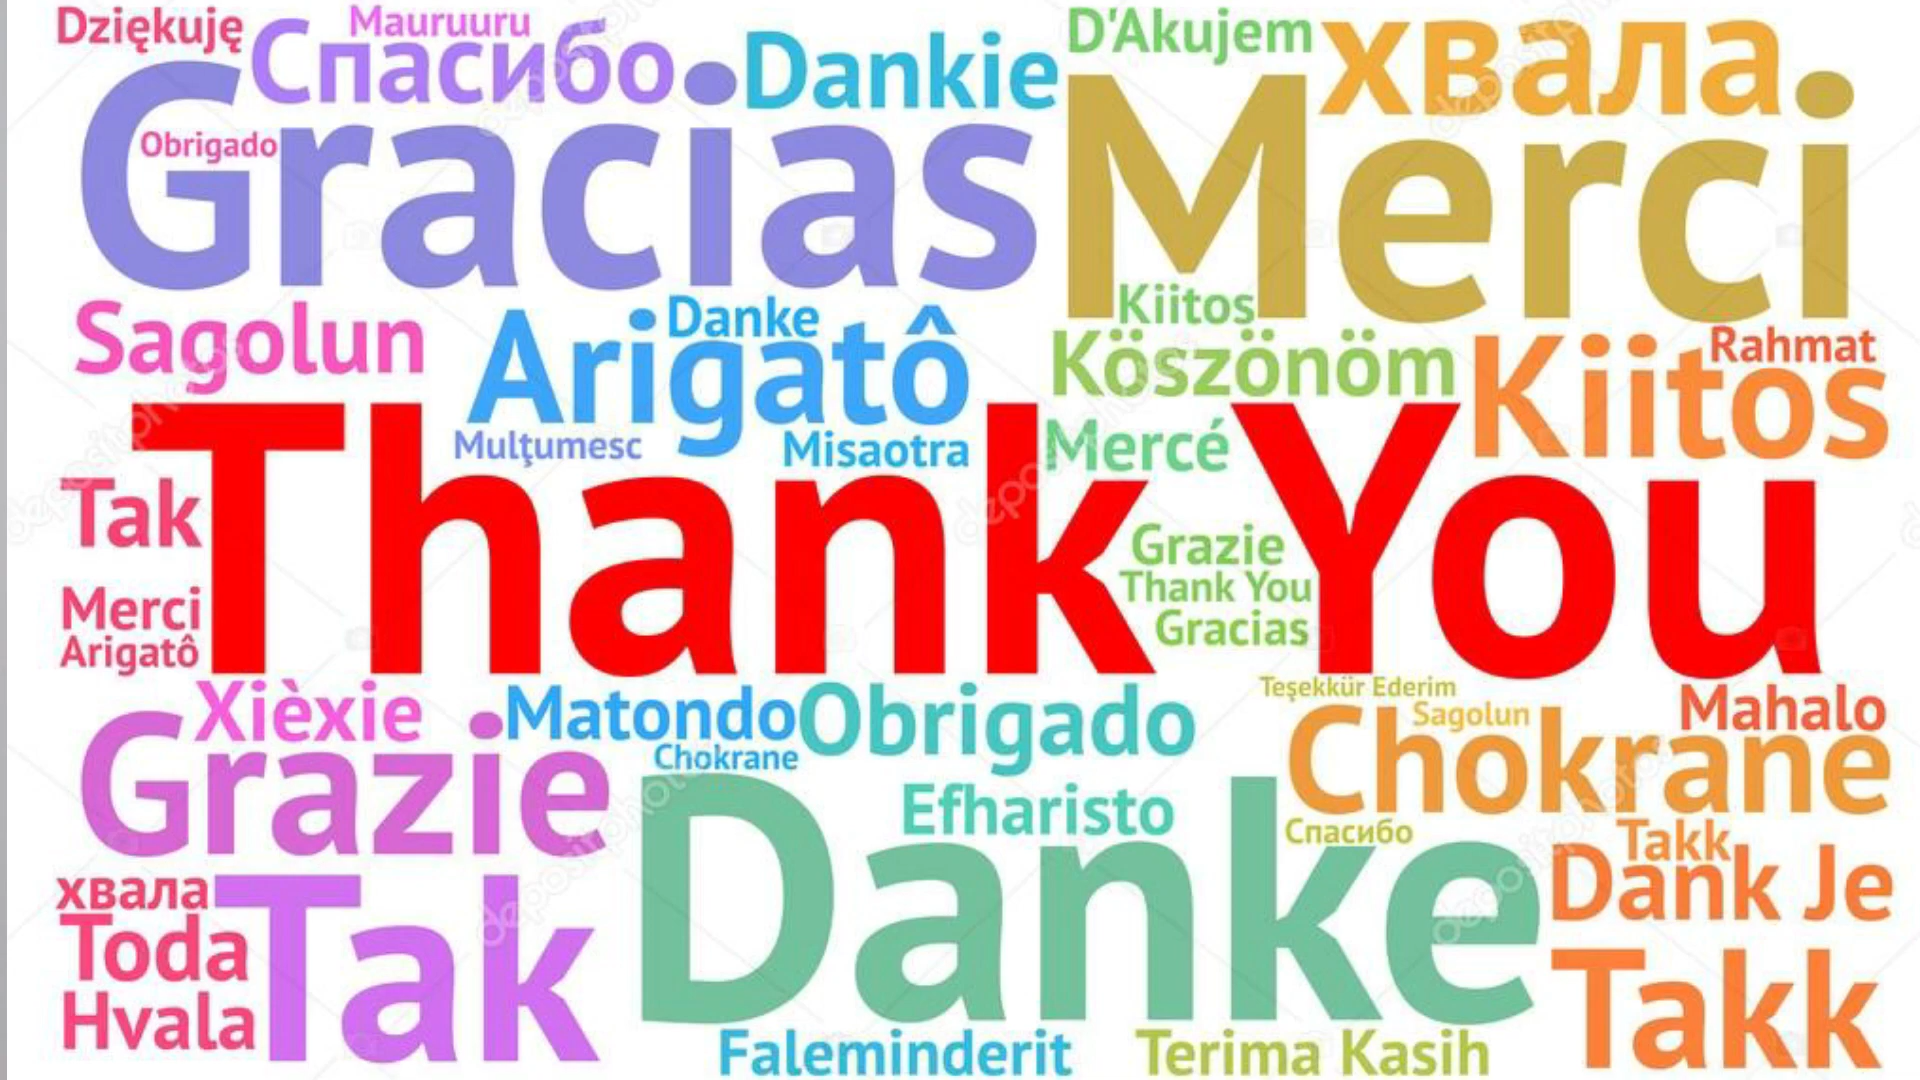 Dziękuję
Mauruuru
Спасибо
Dankie
D'Akujem
хвала
Gracias
Obrigado
Merci
Sagolun
Arigatô
Danke
Kiitos
Köszönöm
Kiitos
Rahmat
Mulţumesc
Misaotra
Mercé
Thank You
Tak
Merci
Arigatô
Grazie
Thank You
Gracias
Xièxie
Matondo
Obrigado
Teşekkür Ederim
Sagolun
Mahalo
Grazie
Chokrane
Chokrane
Efharisto
Danke
Спасибо
Takk
Dank Je
хвала
Toda
Hvala
Tak
Takk
Faleminderit
Terima Kasih
depositphotos